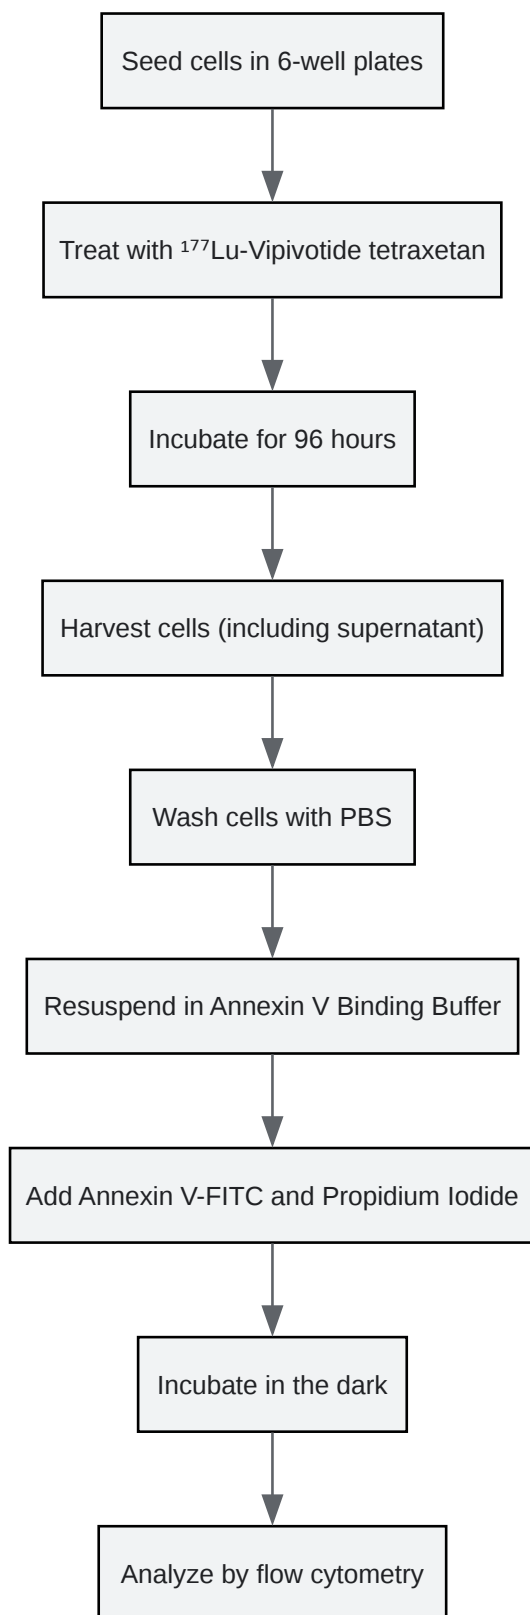 Seed cells in 6-well plates
Treat with ¹⁷⁷Lu-Vipivotide tetraxetan
Incubate for 96 hours
Harvest cells (including supernatant)
Wash cells with PBS
Resuspend in Annexin V Binding Buffer
Add Annexin V-FITC and Propidium Iodide
Incubate in the dark
Analyze by flow cytometry